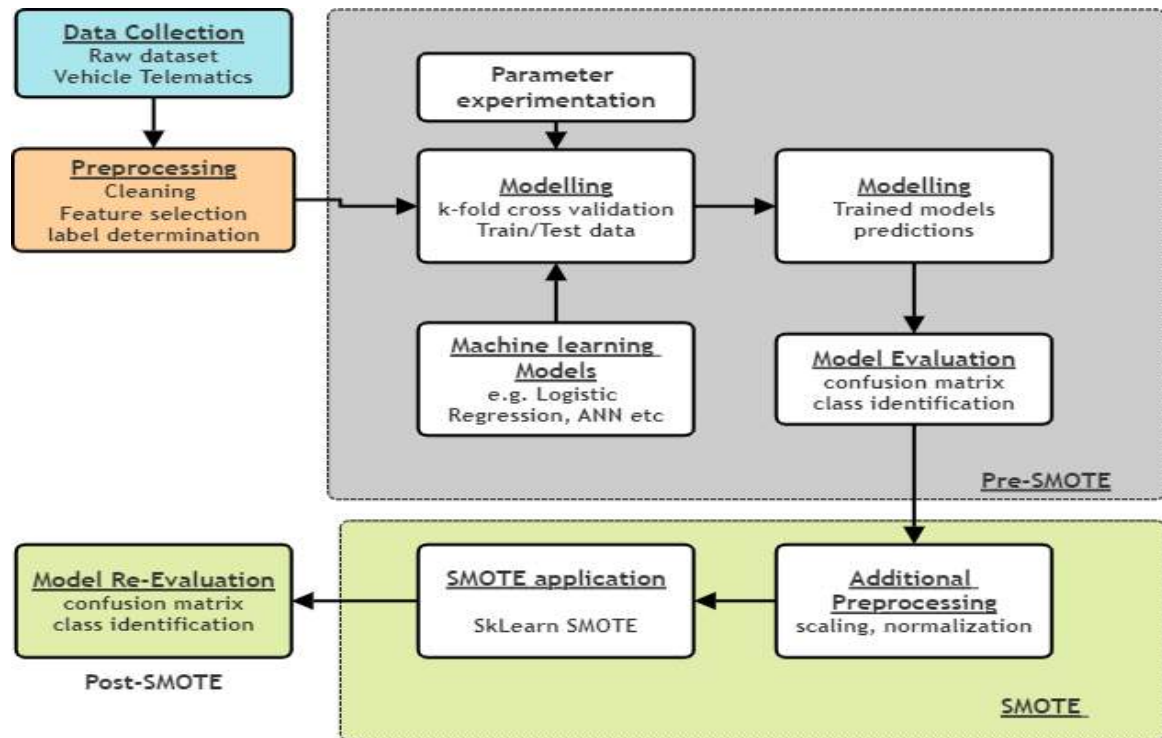 Data Collection
Raw dataset
Vehicle Telematics
Preprocessing
Cleaning
Feature selection
label determination
Parameter
experimentation
Modelling
k-fold cross validation
Train/Test data
Machine learning
Models
e.g. Logistic
Regression, ANN etc
Modelling
Trained models
predictions
Model Evaluation
confusion matrix
class identification
Pre-SMOTE
Additional
Preprocessing
scaling, normalization
SMOTE application
SkLearn SMOTE
SMOTE
Model Re-Evaluation
confusion matrix
class identification
Post-SMOTE